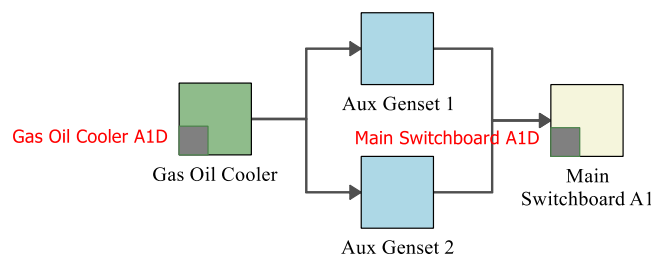 Aux Genset 1
Gas Oil Cooler A1D
Main Switchboard A1D
Gas Oil Cooler
Main
Switchboard A1
Aux Genset 2